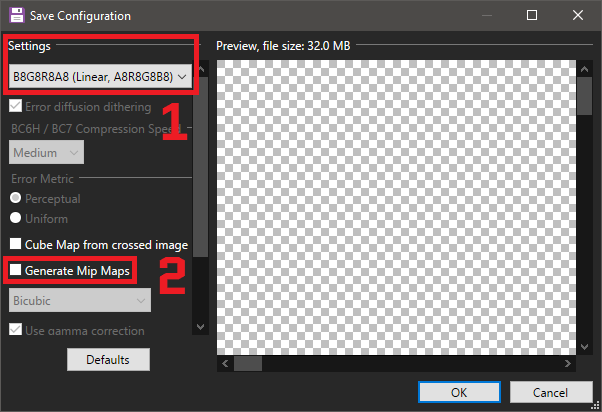 Save Configuration
Settings
Preview, file size: 32.0 MB
B8G8R8A8 (Linear, A8R8G8B8)
1
Error diffusion dithering
BC6H / BC7 Compression Speed
Medium
Error Metric
Perceptual
Uniform
Cube Map from crossed image
Generate Mip Maps
2
Bicubic
Use gamma correction
Defaults
OK
Cancel